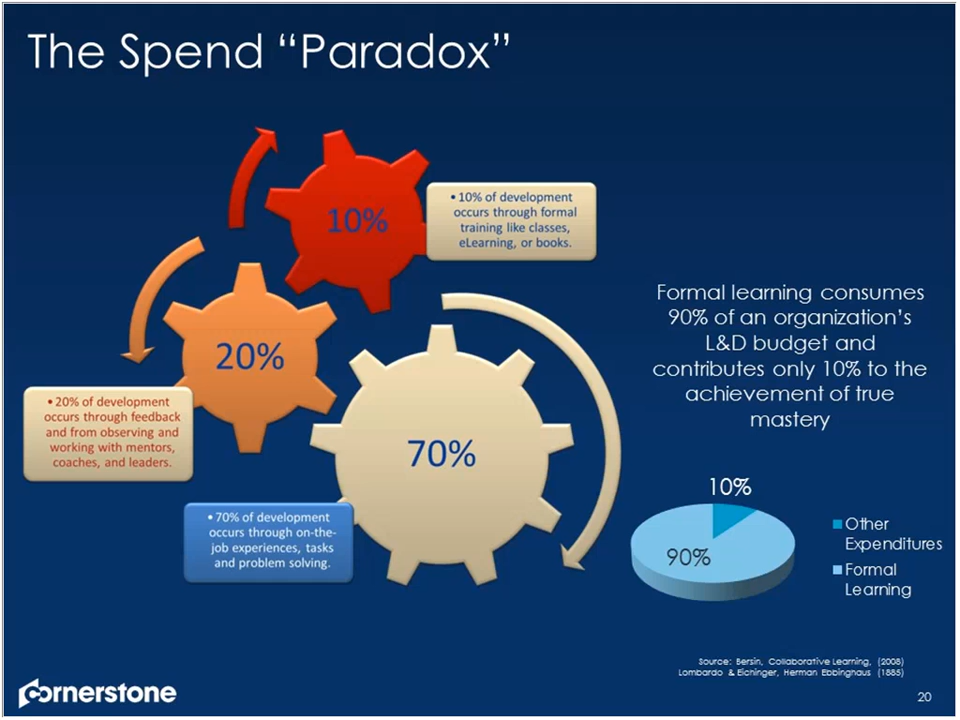 The Spend “Paradox”
10%
• 10% of development
occurs through formal
training like classes,
eLearning, or books.
20%
• 20% of development
occurs through feedback
and from observing and
working with mentors,
coaches, and leaders.
70%
• 70% of development
occurs through on-the-
job experiences, tasks
and problem solving.
Formal learning consumes
90% of an organization’s
L&D budget and
contributes only 10% to the
achievement of true
mastery
10%
90%
Other
Expenditures
Formal
Learning
Source: Bersin, Collaborative Learning, (2008)
Lombardo & Eichinger, Herman Ebbinghaus (1885)
cornerstone
20